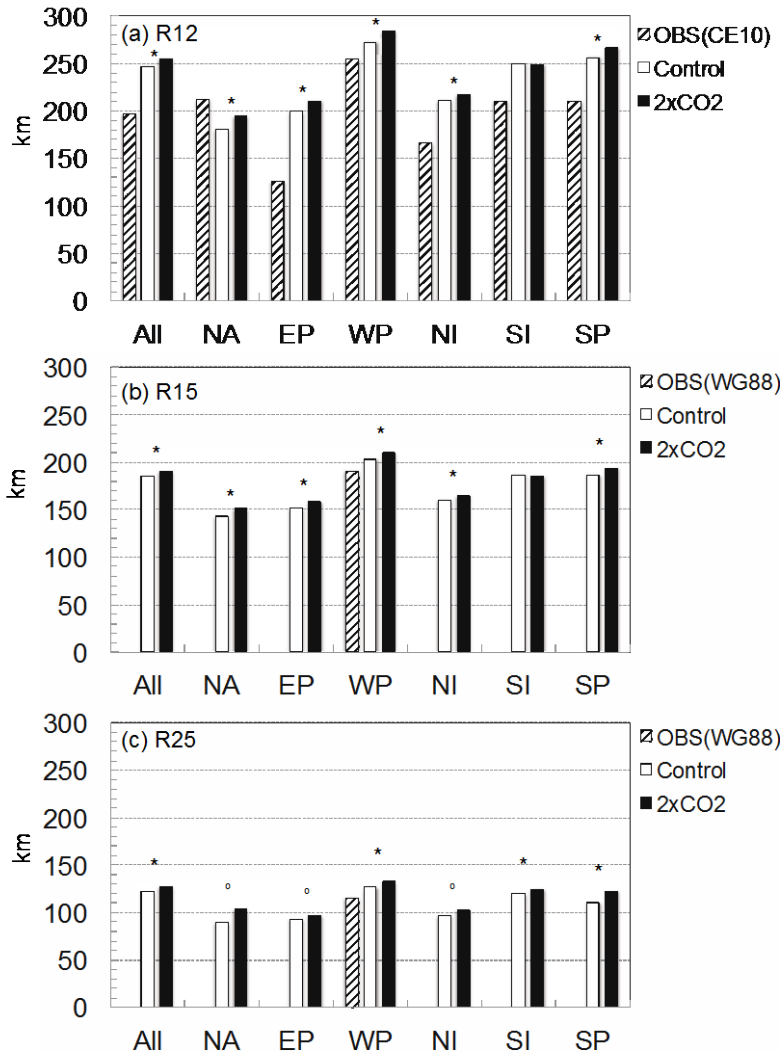 (a) R12
OBS(CE10)
Control
2xCO2
300
250
200
150
100
50
0
km
* * * * * *
All NA EP WP NI SI SP
(b) R15
OBS(WG88)
Control
2xCO2
300
250
200
150
100
50
0
km
* * * * * *
All NA EP WP NI SI SP
(c) R25
OBS(WG88)
Control
2xCO2
300
250
200
150
100
50
0
km
* o o * o * *
All NA EP WP NI SI SP